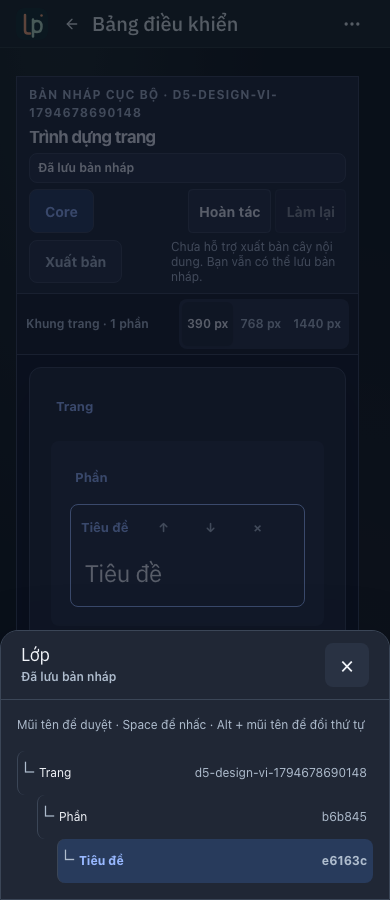 lp ← Bảng điều khiển ···
BẢN NHÁP CỤC BỘ · D5-DESIGN-VI-
1794678690148
Trình dựng trang
Đã lưu bản nháp
Core Hoàn tác Làm lại
Xuất bản
Chưa hỗ trợ xuất bản cây nội
dung. Bạn vẫn có thể lưu bản
nháp.
Khung trang · 1 phần 390 px 768 px 1440 px
Trang
Phần
Tiêu đề ↑ ↓ ×
Tiêu đề
Lớp
Đã lưu bản nháp
×
Mũi tên để duyệt · Space để nhấc · Alt + mũi tên để đổi thứ tự
Trang d5-design-vi-1794678690148
Phần b6b845
Tiêu đề e6163c